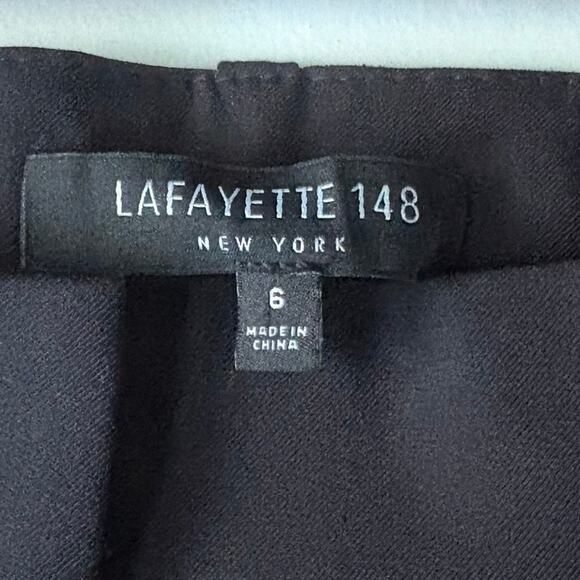 LAFAYETTE 148
NEW YORK
6
MADE IN
CHINA